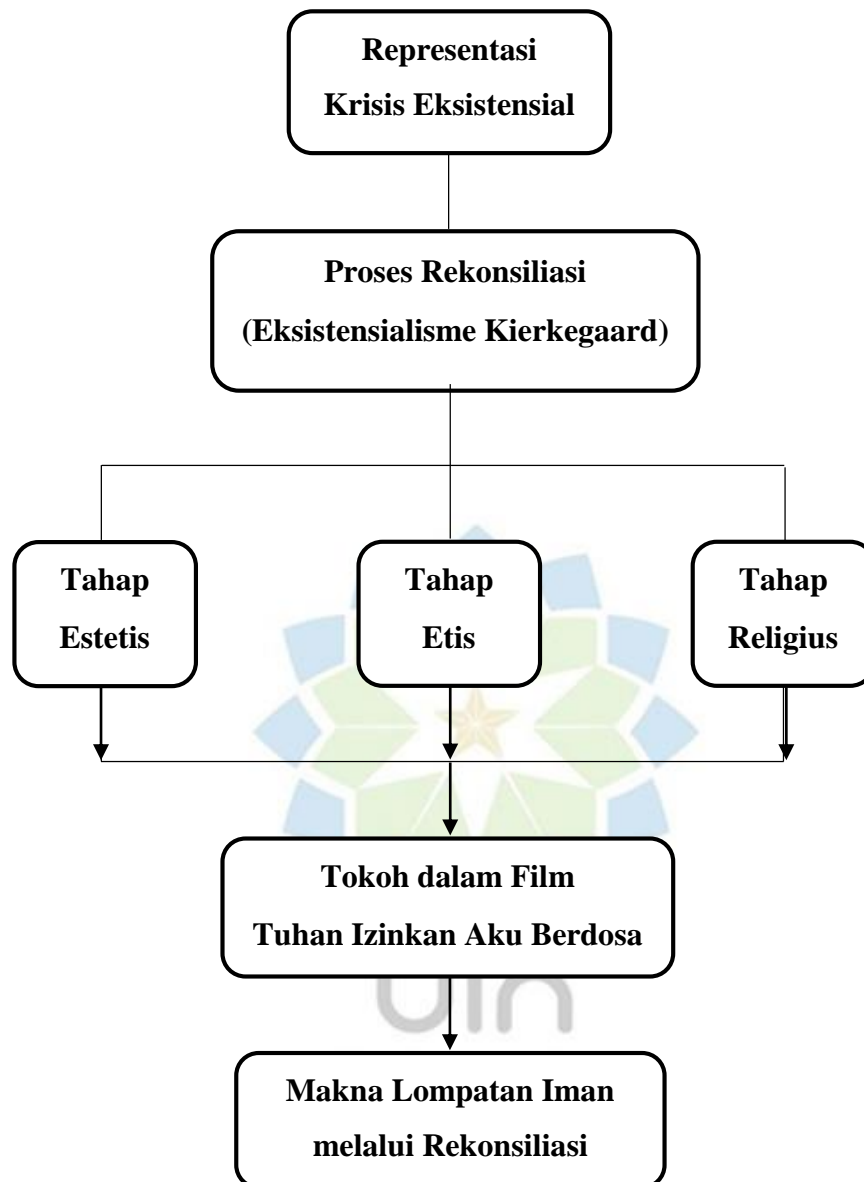 Representasi
Krisis Eksistensial
Proses Rekonsiliasi
(Eksistensialisme Kierkegaard)
Tahap
Estetis
Tahap
Etis
Tahap
Religius
Tokoh dalam Film
Tuhan Izinkan Aku Berdosa
uin
Makna Lompatan Iman
melalui Rekonsiliasi